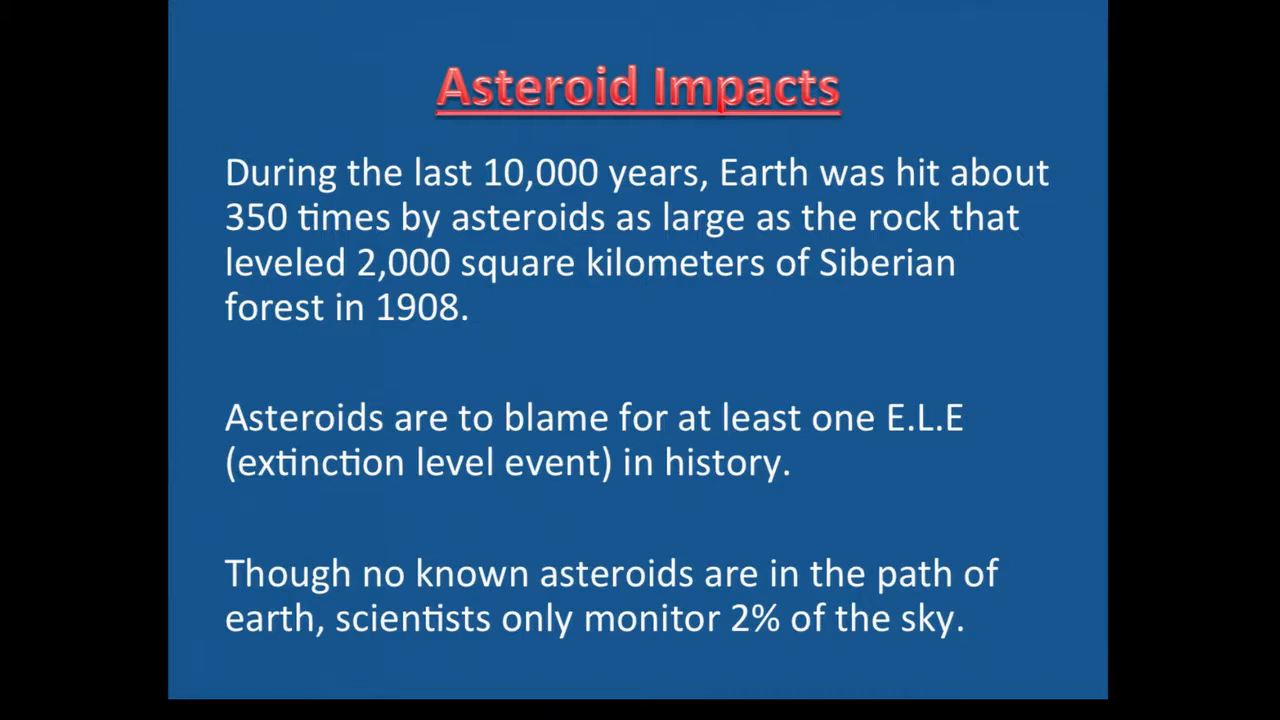 Asteroid Impacts
During the last 10,000 years, Earth was hit about
350 times by asteroids as large as the rock that
leveled 2,000 square kilometers of Siberian
forest in 1908.
Asteroids are to blame for at least one E.L.E
(extinction level event) in history.
Though no known asteroids are in the path of
earth, scientists only monitor 2% of the sky.